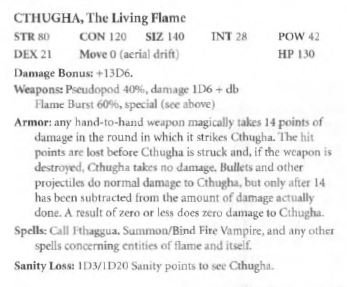 CTHUGHA, The Living Flame
STR 80 CON 120 SIZ 140 INT 28 POW 42
DEX 21 Move 0 (aerial drift) HP 130
Damage Bonus: +13D6.
Weapons: Pseudopod 40%, damage 1D6 + db
Flame Burst 60%, special (see above)
Armor: any hand-to-hand weapon magically takes 14 points of
damage in the round in which it strikes Cthugha. The hit
points are lost before Cthugha is struck and, if the weapon is
destroyed, Cthugha takes no damage. Bullets and other
projectiles do normal damage to Cthugha, but only after 14
has been subtracted from the amount of damage actually
done. A result of zero or less does zero damage to Cthugha.
Spells: Call Fthaggua, Summon/Bind Fire Vampire, and any other
spells concerning entities of flame and itself.
Sanity Loss: 1D3/1D20 Sanity points to see Cthugha.